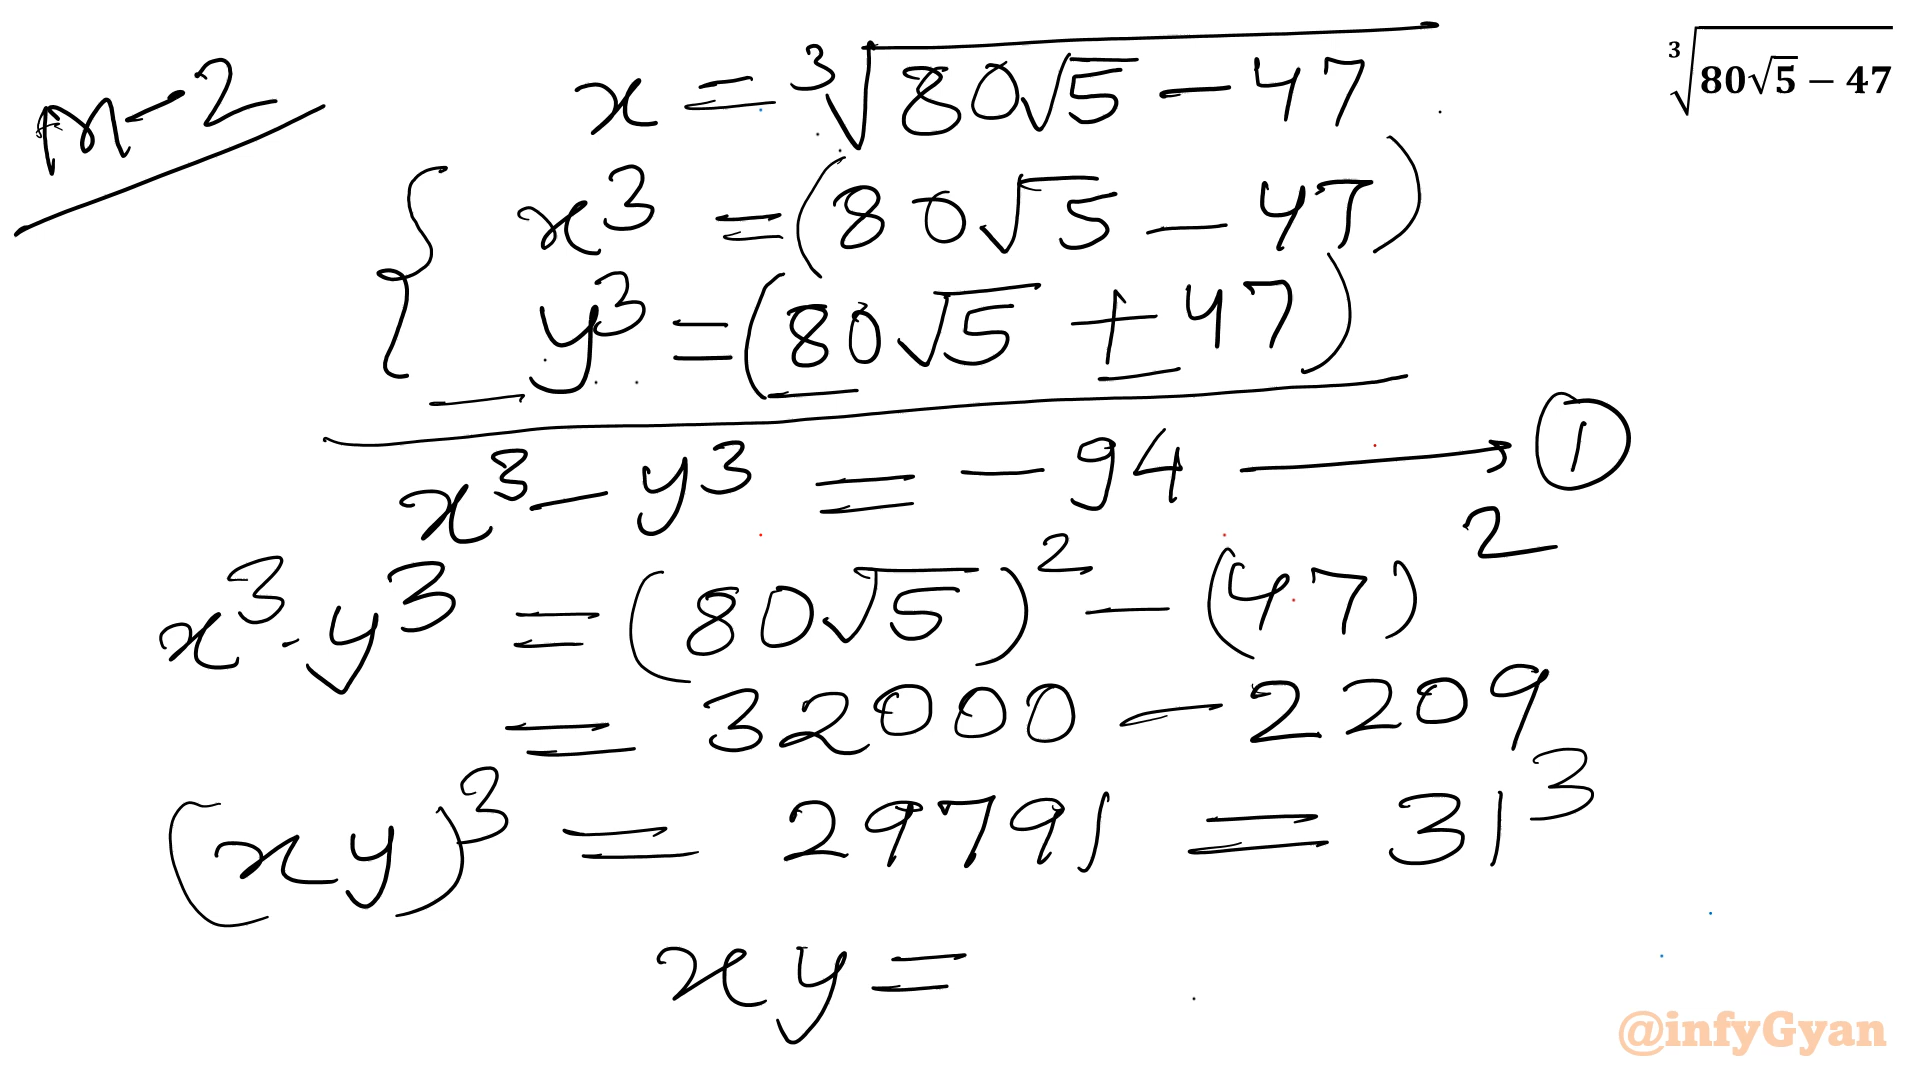 M-2
x = ∛(80√5 − 47)
∛(80√5 − 47)
x³ = (80√5 − 47)
y³ = (80√5 + 47)
x³ − y³ = −94 → ①
x³·y³ = (80√5)² − (47)²
= 32000 − 2209
(xy)³ = 29791 = 31³
xy =
@infyGyan